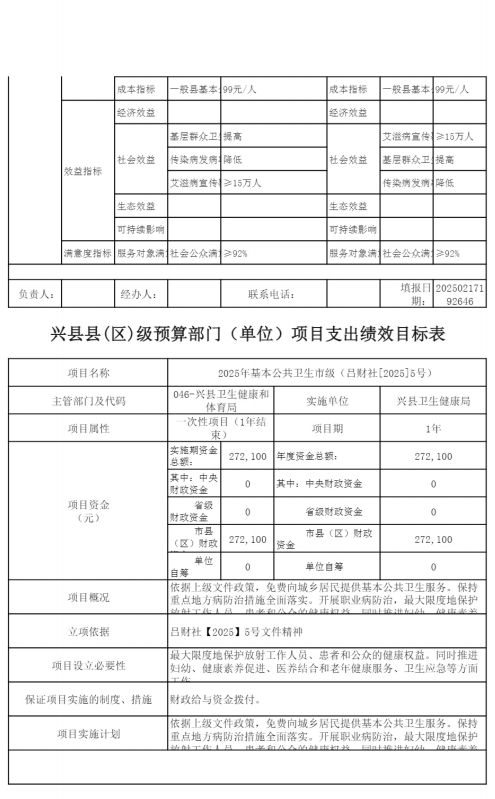 成本指标 一般县基本 99元/人 成本指标 一般县基本 99元/人
经济效益 经济效益
效益指标 社会效益 基层群众卫 提高 社会效益 艾滋病宣传 ≥15万人
传染病发病 降低 基层群众卫 提高
艾滋病宣传 ≥15万人 传染病发病 降低
生态效益 生态效益
可持续影响 可持续影响
满意度指标 服务对象满 社会公众满 ≥92% 服务对象满 社会公众满 ≥92%
负责人： 经办人： 联系电话： 填报日期： 20250217192646
兴县县(区)级预算部门（单位）项目支出绩效目标表
项目名称 2025年基本公共卫生市级（吕财社[2025]5号）
主管部门及代码 046-兴县卫生健康和体育局 实施单位 兴县卫生健康局
项目属性 一次性项目（1年结束） 项目期 1年
项目资金（元） 实施期资金总额： 272,100 年度资金总额： 272,100
其中：中央财政资金 0 其中：中央财政资金 0
省级财政资金 0 省级财政资金 0
市县（区）财政 272,100 市县（区）财政资金 272,100
单位自筹 0 单位自筹 0
项目概况 依据上级文件政策，免费向城乡居民提供基本公共卫生服务。保持
重点地方病防治措施全面落实。开展职业病防治，最大限度地保护
放射工作人员、患者和公众的健康权益。同时推进妇幼、健康素养
立项依据 吕财社【2025】5号文件精神
项目设立必要性 最大限度地保护放射工作人员、患者和公众的健康权益。同时推进
妇幼、健康素养促进、医养结合和老年健康服务、卫生应急等方面
工作
保证项目实施的制度、措施 财政给与资金拨付。
项目实施计划 依据上级文件政策，免费向城乡居民提供基本公共卫生服务。保持
重点地方病防治措施全面落实。开展职业病防治，最大限度地保护
放射工作人员、患者和公众的健康权益。同时推进妇幼、健康素养